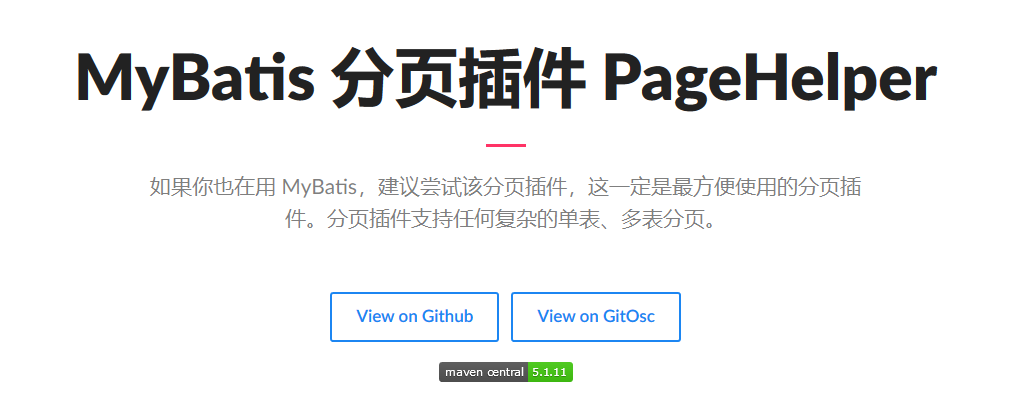 MyBatis 分页插件 PageHelper
如果你也在用 MyBatis，建议尝试该分页插件，这一定是最方便使用的分页插
件。分页插件支持任何复杂的单表、多表分页。
View on Github
View on GitOsc
maven central 5.1.11